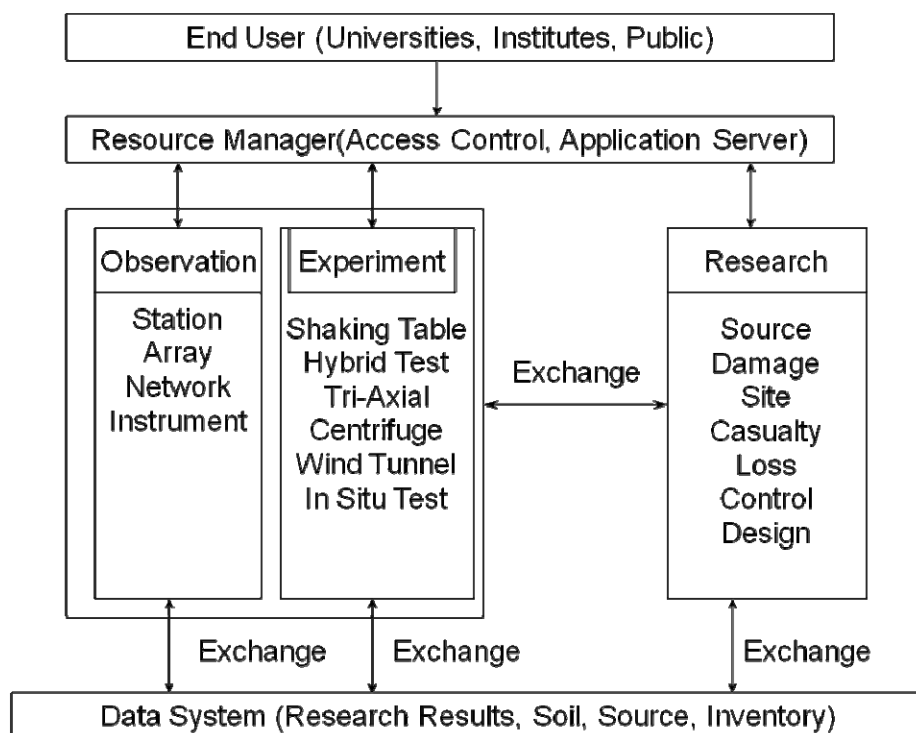 End User (Universities, Institutes, Public)
Resource Manager(Access Control, Application Server)
Observation
Station
Array
Network
Instrument
Experiment
Shaking Table
Hybrid Test
Tri-Axial
Centrifuge
Wind Tunnel
In Situ Test
Exchange
Research
Source
Damage
Site
Casualty
Loss
Control
Design
Exchange
Exchange
Exchange
Data System (Research Results, Soil, Source, Inventory)